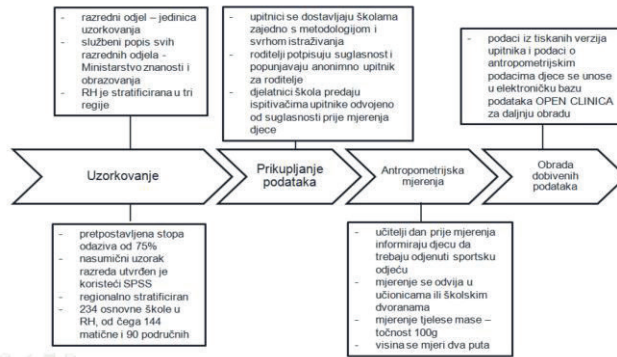 - razredni odjel – jedinica
uzorkovanja
- službeni popis svih
razrednih odjela -
Ministarstvo znanosti i
obrazovanja
- RH je stratificirana u tri
regije
- upitnici se dostavljaju školama
zajedno s metodologijom i
svrhom istraživanja
- roditelji potpisuju suglasnost i
popunjavaju anonimno upitnik
za roditelje
- djelatnici škola predaju
ispitivačima upitnike odvojeno
od suglasnosti prije mjerenja
djece
- podaci iz tiskanih verzija
upitnika i podaci o
antropometrijskim
podacima djece se unose
u elektroničku bazu
podataka OPEN CLINICA
za daljnju obradu
Uzorkovanje
Prikupljanje
podataka
Antropometrijska
mjerenja
Obrada
dobivenih
podataka
- pretpostavljena stopa
odaziva od 75%
- nasumični uzorak
razreda utvrđen je
koristeći SPSS
- regionalno stratificiran
- 234 osnovne škole u
RH, od čega 144
matične i 90 područnih
- učitelji dan prije mjerenja
informiraju djecu da
trebaju odjenuti sportsku
odjeću
- mjerenje se odvija u
učionicama ili školskim
dvoranama
- mjerenje tjelese mase –
točnost 100g
- visina se mjeri dva puta